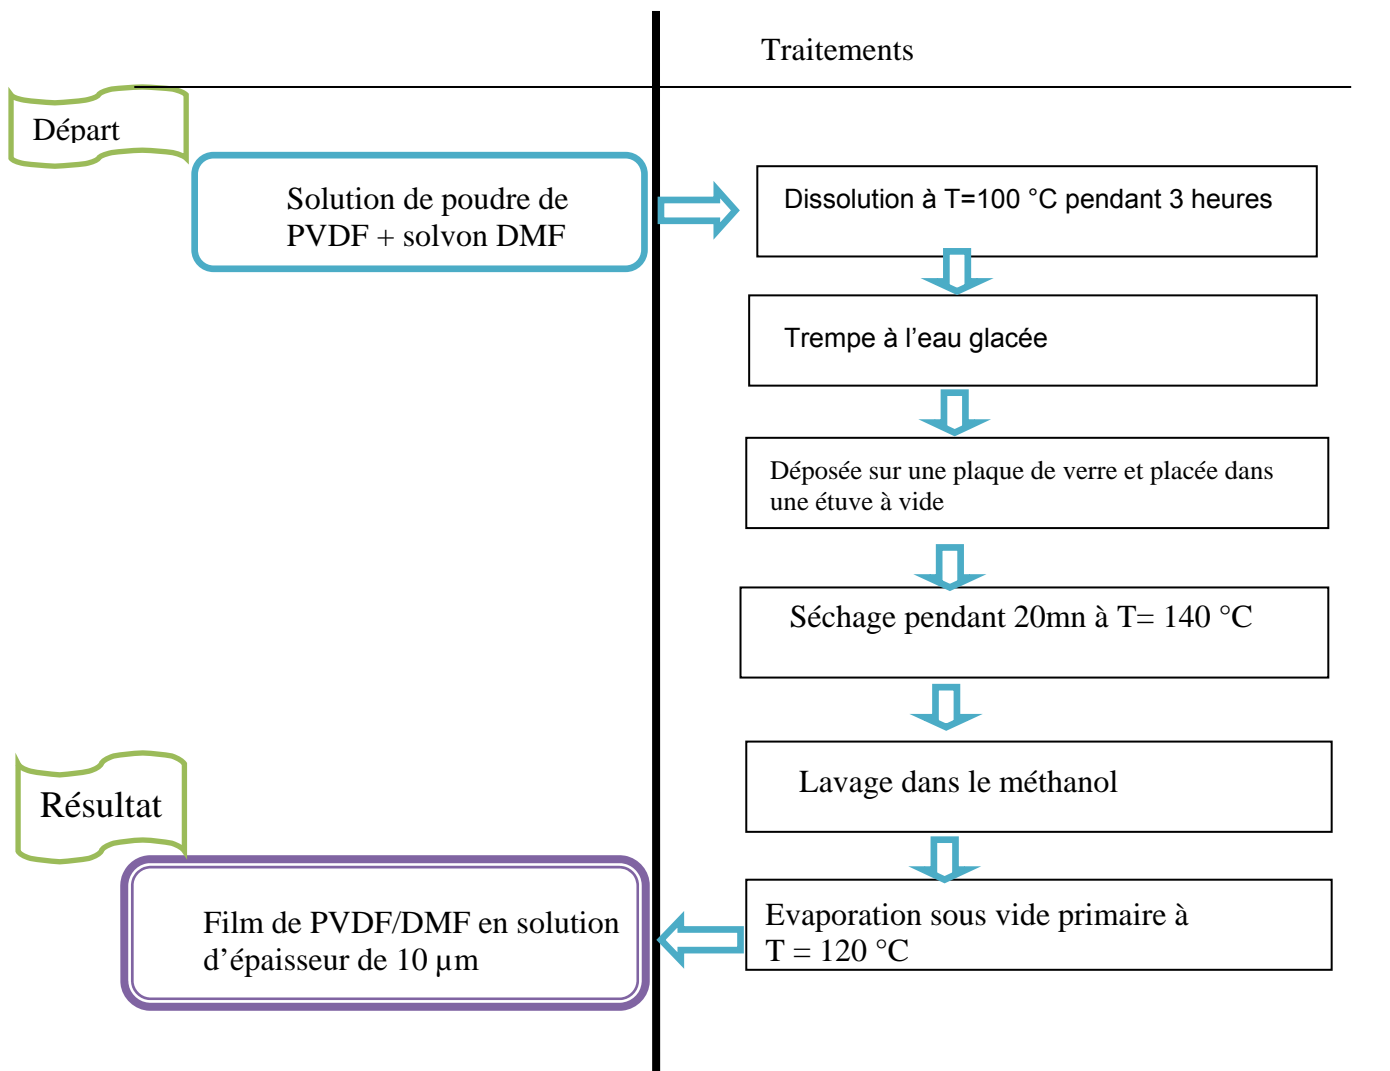 Traitements
Départ
Solution de poudre de
PVDF + solvon DMF
Dissolution à T=100 °C pendant 3 heures
Trempe à l’eau glacée
Déposée sur une plaque de verre et placée dans
une étuve à vide
Séchage pendant 20mn à T= 140 °C
Lavage dans le méthanol
Evaporation sous vide primaire à
T = 120 °C
Résultat
Film de PVDF/DMF en solution
d’épaisseur de 10 µm